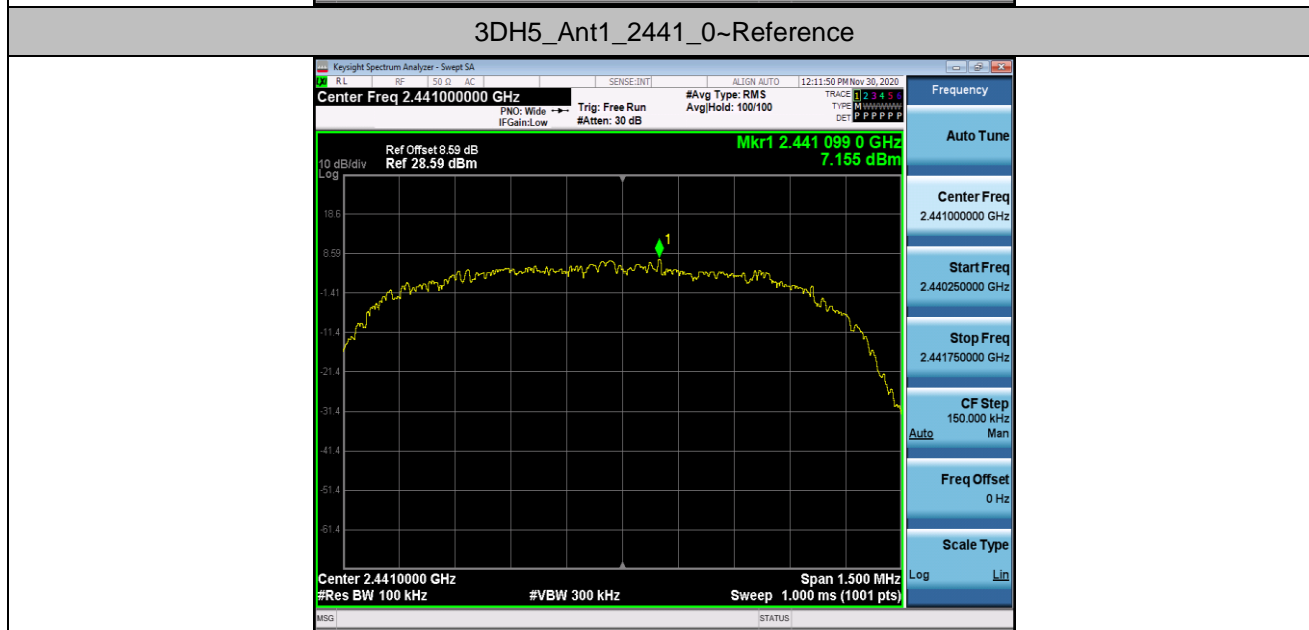 3DH5_Ant1_2441_0~Reference
Keysight Spectrum Analyzer - Swept SA
RL RF 50 Ω AC SENSE:INT ALIGN AUTO 12:11:50 PM Nov 30, 2020
Center Freq 2.441000000 GHz
PNO: Wide
IFGain:Low
Trig: Free Run
#Atten: 30 dB
#Avg Type: RMS
Avg|Hold: 100/100
TRACE 1 2 3 4 5 6
TYPE M W W W W W
DET P P P P P P
Mkr1 2.441 099 0 GHz
7.155 dBm
Ref Offset 8.59 dB
10 dB/div Ref 28.59 dBm
Log
18.6
8.59
-1.41
-11.4
-21.4
-31.4
-41.4
-51.4
-61.4
1
Center 2.4410000 GHz Span 1.500 MHz
#Res BW 100 kHz #VBW 300 kHz Sweep 1.000 ms (1001 pts)
MSG STATUS
Frequency
Auto Tune
Center Freq
2.441000000 GHz
Start Freq
2.440250000 GHz
Stop Freq
2.441750000 GHz
CF Step
150.000 kHz
Auto Man
Freq Offset
0 Hz
Scale Type
Log Lin